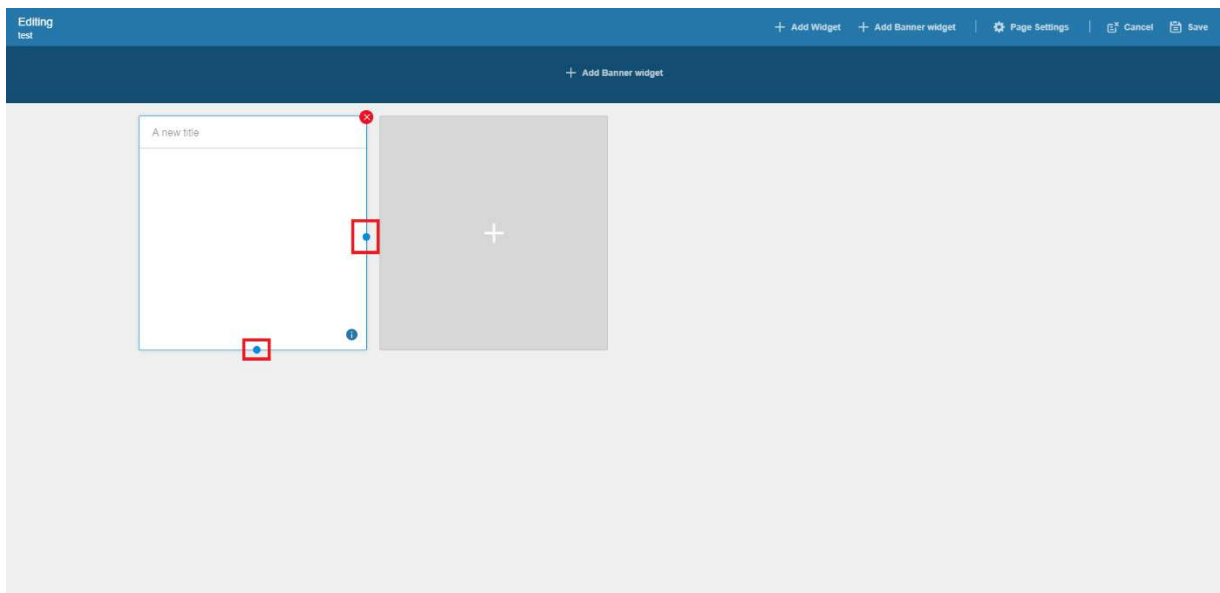 Editing
test
Add Widget
Add Banner widget
Page Settings
Cancel
Save
Add Banner widget
A new title